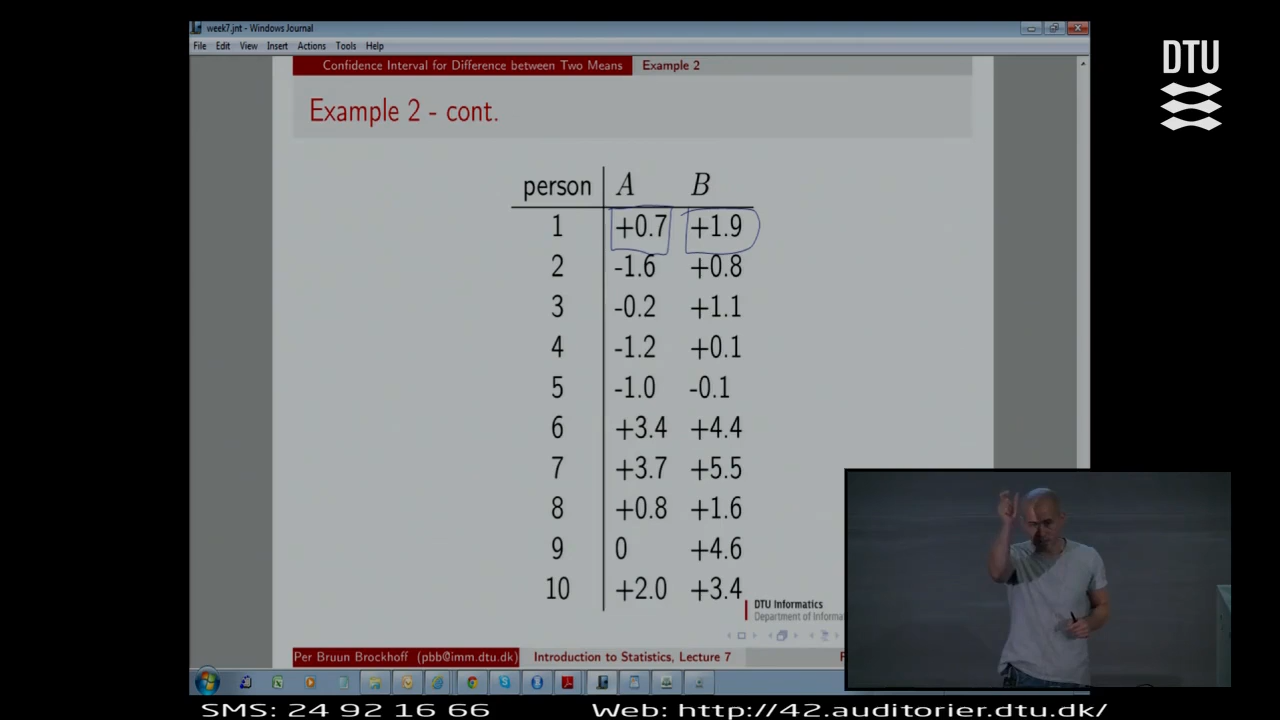 week7.jnt - Windows Journal
File Edit View Insert Actions Tools Help
Confidence Interval for Difference between Two Means Example 2
Example 2 - cont.
person A B
1 +0.7 +1.9
2 -1.6 +0.8
3 -0.2 +1.1
4 -1.2 +0.1
5 -1.0 -0.1
6 +3.4 +4.4
7 +3.7 +5.5
8 +0.8 +1.6
9 0 +4.6
10 +2.0 +3.4
DTU Informatics
Department of Informa
Per Bruun Brockhoff (pbb@imm.dtu.dk) Introduction to Statistics, Lecture 7 F
DTU
SMS: 24 92 16 66 Web: http://42.auditorier.dtu.dk/